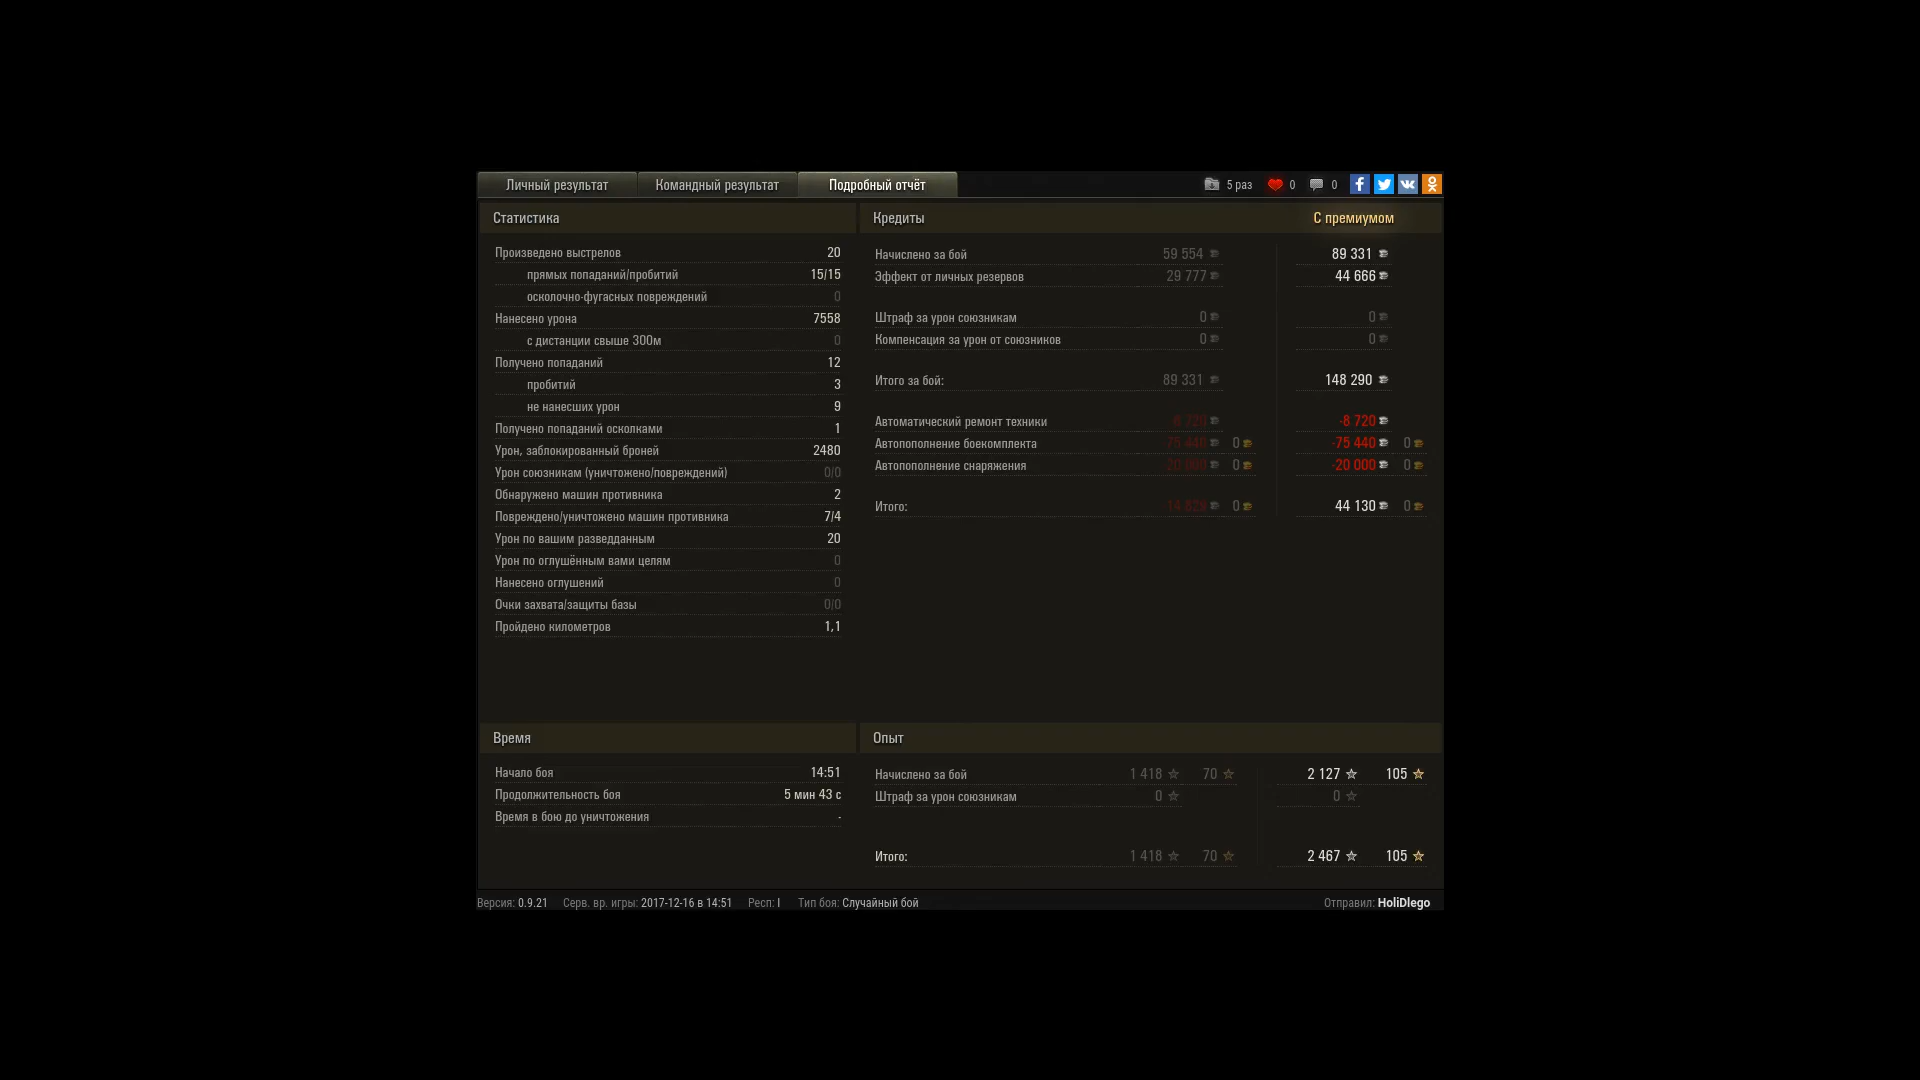 Личный результат Командный результат Подробный отчёт 5 раз 0 0
Статистика
Произведено выстрелов 20
прямых попаданий/пробитий 15/15
осколочно-фугасных повреждений 0
Нанесено урона 7558
с дистанции свыше 300м 0
Получено попаданий 12
пробитий 3
не нанесших урон 9
Получено попаданий осколками 1
Урон, заблокированный броней 2480
Урон союзникам (уничтожено/повреждений) 0/0
Обнаружено машин противника 2
Повреждено/уничтожено машин противника 7/4
Урон по вашим разведданным 20
Урон по оглушённым вами целям 0
Нанесено оглушений 0
Очки захвата/защиты базы 0/0
Пройдено километров 1,1
Кредиты С премиумом
Начислено за бой 59 554 89 331
Эффект от личных резервов 29 777 44 666
Штраф за урон союзникам 0 0
Компенсация за урон от союзников 0 0
Итого за бой: 89 331 148 290
Автоматический ремонт техники -8 720 -8 720
Автопополнение боекомплекта -75 440 0 -75 440 0
Автопополнение снаряжения -20 000 0 -20 000 0
Итого: 0 44 130 0
Время
Начало боя 14:51
Продолжительность боя 5 мин 43 с
Время в бою до уничтожения -
Опыт
Начислено за бой 1 418 70 2 127 105
Штраф за урон союзникам 0 0
Итого: 1 418 70 2 467 105
Версия: 0.9.21 Серв. вр. игры: 2017-12-16 в 14:51 Респ: I Тип боя: Случайный бой Отправил: HoliDlego